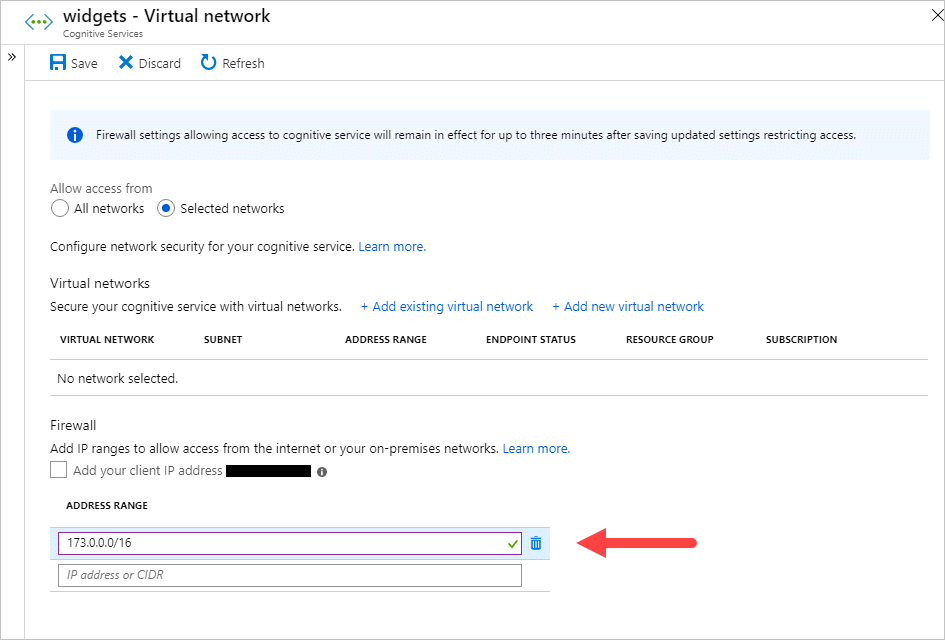 widgets - Virtual network
Cognitive Services
Save Discard Refresh
Firewall settings allowing access to cognitive service will remain in effect for up to three minutes after saving updated settings restricting access.
Allow access from
All networks Selected networks
Configure network security for your cognitive service. Learn more.
Virtual networks
Secure your cognitive service with virtual networks. + Add existing virtual network + Add new virtual network
VIRTUAL NETWORK SUBNET ADDRESS RANGE ENDPOINT STATUS RESOURCE GROUP SUBSCRIPTION
No network selected.
Firewall
Add IP ranges to allow access from the internet or your on-premises networks. Learn more.
Add your client IP address
ADDRESS RANGE
173.0.0.0/16
IP address or CIDR